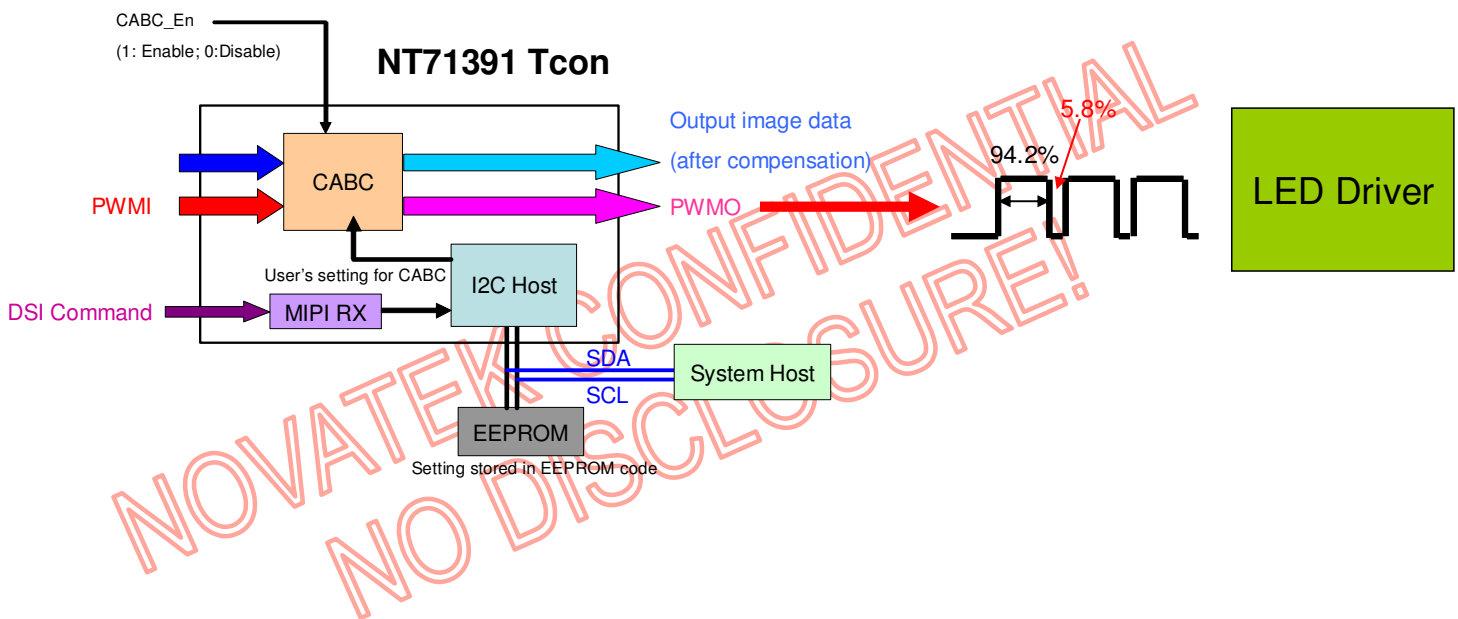 CABC_En
(1: Enable; 0:Disable)
NT71391 Tcon
Output image data
(after compensation)
5.8%
94.2%
LED Driver
CABC
PWMI
PWMO
User's setting for CABC
I2C Host
DSI Command
MIPI RX
SDA
SCL
System Host
EEPROM
Setting stored in EEPROM code
NOVATEK CONFIDENTIAL
NO DISCLOSURE!